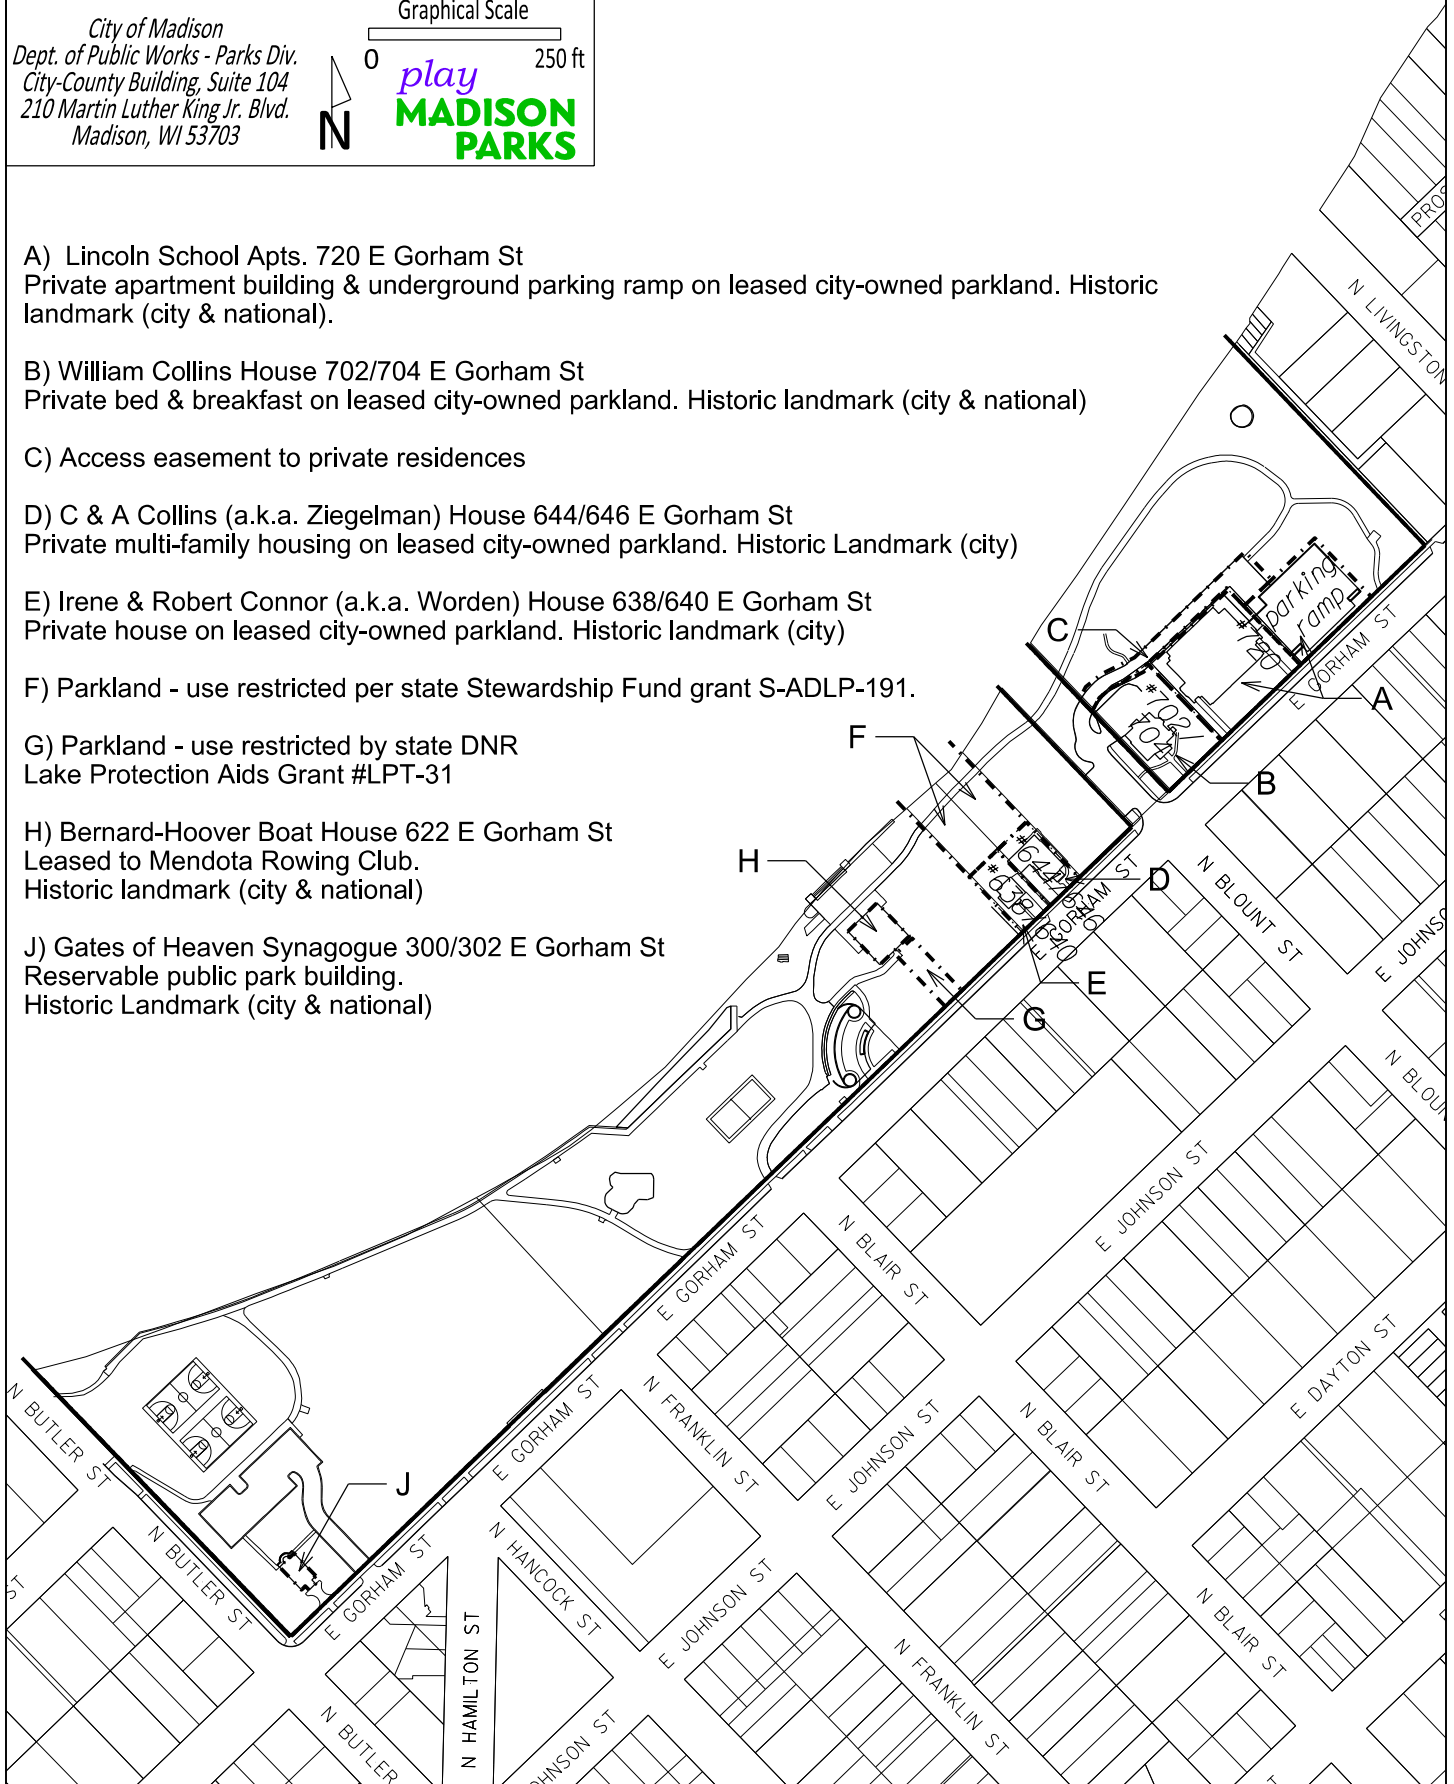 City of Madison
Dept. of Public Works - Parks Div.
City-County Building, Suite 104
210 Martin Luther King Jr. Blvd.
Madison, WI 53703
N
Graphical Scale
0 250 ft
play
MADISON
PARKS
A) Lincoln School Apts. 720 E Gorham St
Private apartment building & underground parking ramp on leased city-owned parkland. Historic
landmark (city & national).
B) William Collins House 702/704 E Gorham St
Private bed & breakfast on leased city-owned parkland. Historic landmark (city & national)
C) Access easement to private residences
D) C & A Collins (a.k.a. Ziegelman) House 644/646 E Gorham St
Private multi-family housing on leased city-owned parkland. Historic Landmark (city)
E) Irene & Robert Connor (a.k.a. Worden) House 638/640 E Gorham St
Private house on leased city-owned parkland. Historic landmark (city)
F) Parkland - use restricted per state Stewardship Fund grant S-ADLP-191.
G) Parkland - use restricted by state DNR
Lake Protection Aids Grant #LPT-31
H) Bernard-Hoover Boat House 622 E Gorham St
Leased to Mendota Rowing Club.
Historic landmark (city & national)
J) Gates of Heaven Synagogue 300/302 E Gorham St
Reservable public park building.
Historic Landmark (city & national)
PROS
N LIVINGSTON
parking
ramp
#720
E GORHAM ST
C
A
#702/
704
B
F
#644/646
D
H
#638/640
E GORHAM ST
E
G
N BLOUNT ST
E JOHNSO
N BLOUN
E JOHNSON ST
N BLAIR ST
E GORHAM ST
E DAYTON ST
N BUTLER ST
E GORHAM ST
N FRANKLIN ST
E JOHNSON ST
N BLAIR ST
J
N BUTLER ST
E GORHAM ST
N HANCOCK ST
E JOHNSON ST
N BLAIR ST
ST
N HAMILTON ST
N FRANKLIN ST
N BUTLER
HNSON ST